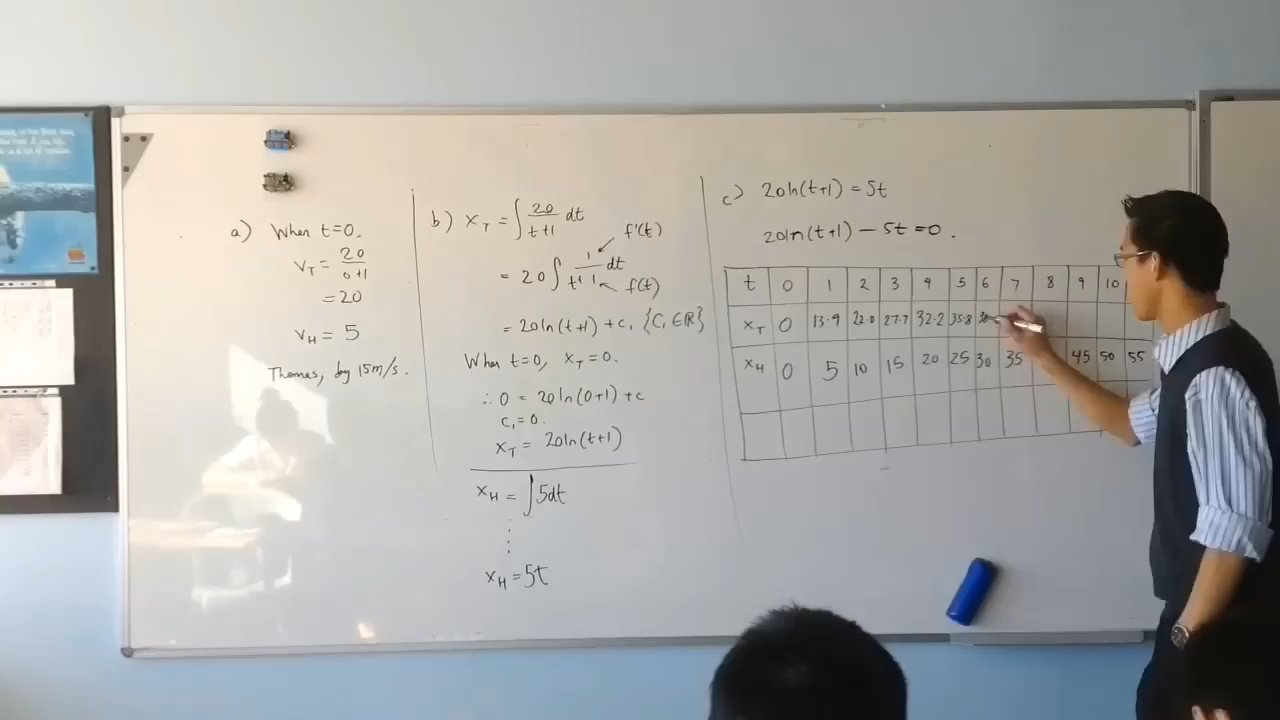 a) When t=0.
V_T = 20/(0+1)
= 20
V_H = 5
Thomas, by 15m/s.
b) x_T = ∫ 20/(t+1) dt
f'(t)
= 20 ∫ 1/(t+1) dt
f(t)
= 20ln(t+1) + C₁ {C₁ ∈ ℝ}
When t=0, x_T=0.
∴ 0 = 20ln(0+1) + c
C₁=0.
x_T = 20ln(t+1)
x_H = ∫ 5dt
⋮
x_H = 5t
c) 20ln(t+1) = 5t
20ln(t+1) − 5t = 0.
t 0 1 2 3 4 5 6 7 8 9 10
x_T 0 13.9 22.0 27.7 32.2 35.8
x_H 0 5 10 15 20 25 30 35 45 50 55